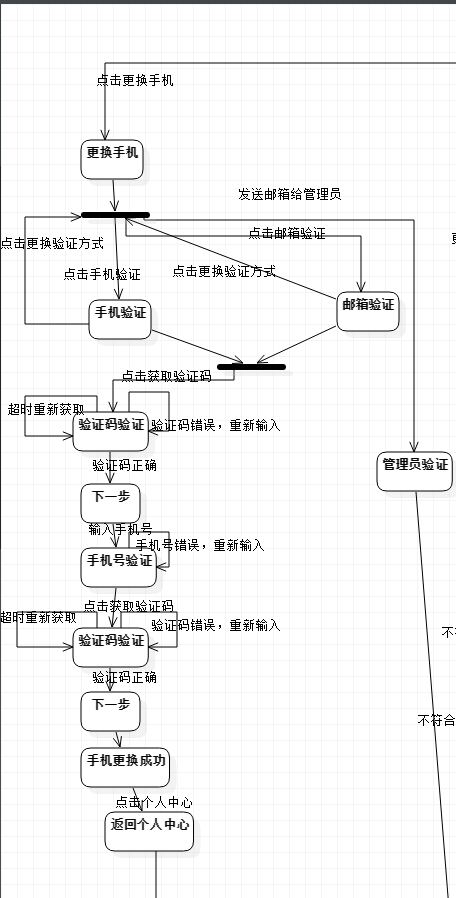 点击更换手机
更换手机
发送邮箱给管理员
点击更换验证方式
点击邮箱验证
点击手机验证
点击更换验证方式
手机验证
邮箱验证
点击获取验证码
超时重新获取
验证码验证
验证码错误，重新输入
验证码正确
管理员验证
下一步
输入手机号
手机号错误，重新输入
手机号验证
点击获取验证码
超时重新获取
验证码错误，重新输入
验证码验证
验证码正确
下一步
不符合
手机更换成功
点击个人中心
返回个人中心